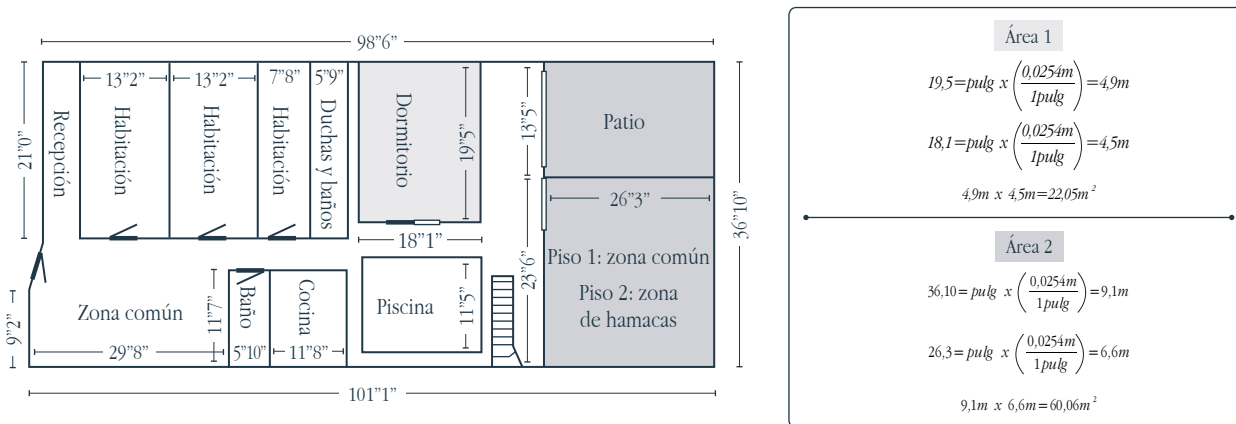 98"6"
13"2"
13"2"
7"8"
5"9"
21"0"
Recepción
Habitación
Habitación
Habitación
Duchas y baños
Dormitorio
19"5"
13'5"
Patio
26"3"
36"10"
18"1"
23"6"
Piso 1: zona común
Piso 2: zona
de hamacas
Zona común
9"2"
29"8"
11"7"
Baño
5"10"
Cocina
11"8"
Piscina
11"5"
101"1"
Área 1
19,5=pulg x (0,0254m/1pulg)=4,9m
18,1=pulg x (0,0254m/1pulg)=4,5m
4,9m x 4,5m=22,05m²
Área 2
36,10=pulg x (0,0254m/1pulg)=9,1m
26,3=pulg x (0,0254m/1pulg)=6,6m
9,1m x 6,6m=60,06m²